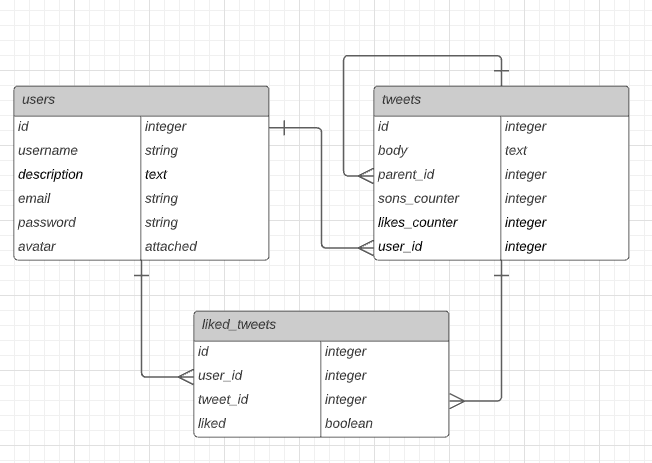 users
id integer
username string
description text
email string
password string
avatar attached
tweets
id integer
body text
parent_id integer
sons_counter integer
likes_counter integer
user_id integer
liked_tweets
id integer
user_id integer
tweet_id integer
liked boolean